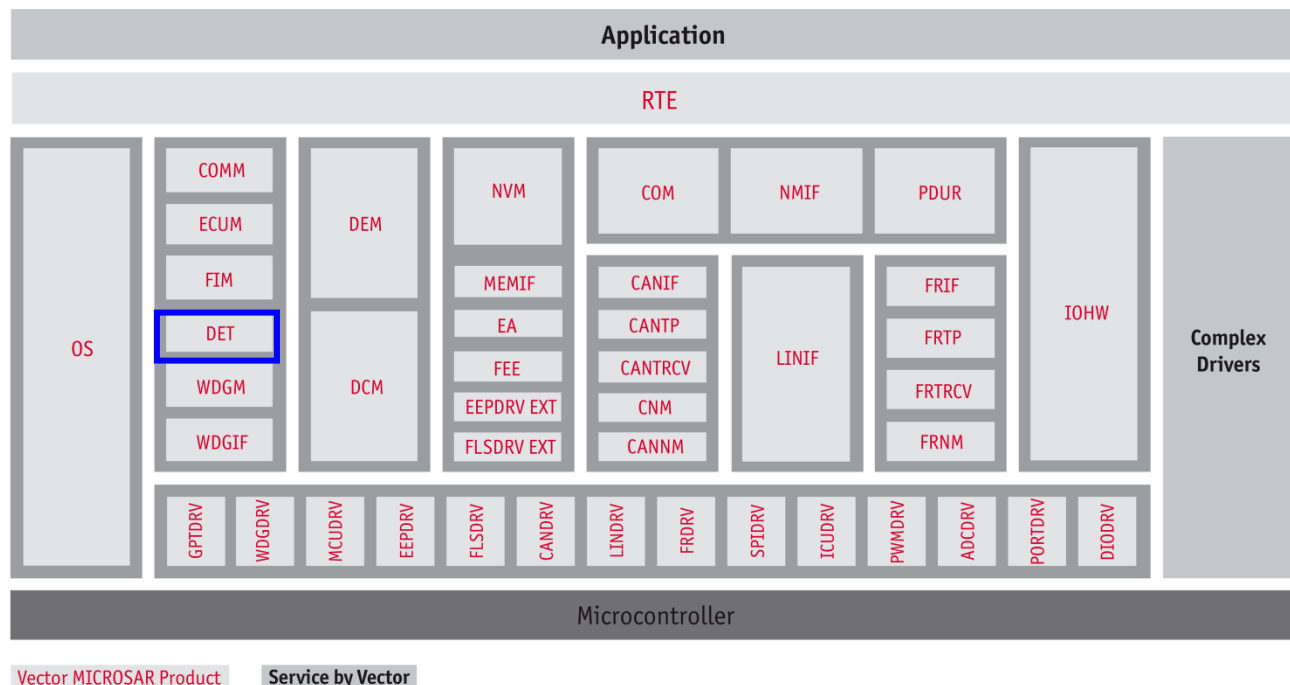 Application
RTE
OS
COMM
ECUM
FIM
DET
WDGM
WDGIF
DEM
DCM
NVM
MEMIF
EA
FEE
EEPDRV EXT
FLSDRV EXT
COM
NMIF
PDUR
CANIF
CANTP
CANTRCV
CNM
CANNM
LINIF
FRIF
FRTP
FRTRCV
FRNM
IOHW
Complex
Drivers
GPTDRV
WDGDRV
MCUDRV
EEPDRV
FLSDRV
CANDRV
LINDRV
FRDRV
SPIDRV
ICUDRV
PWMDRV
ADCDRV
PORTDRV
DIODRV
Microcontroller
Vector MICROSAR Product
Service by Vector